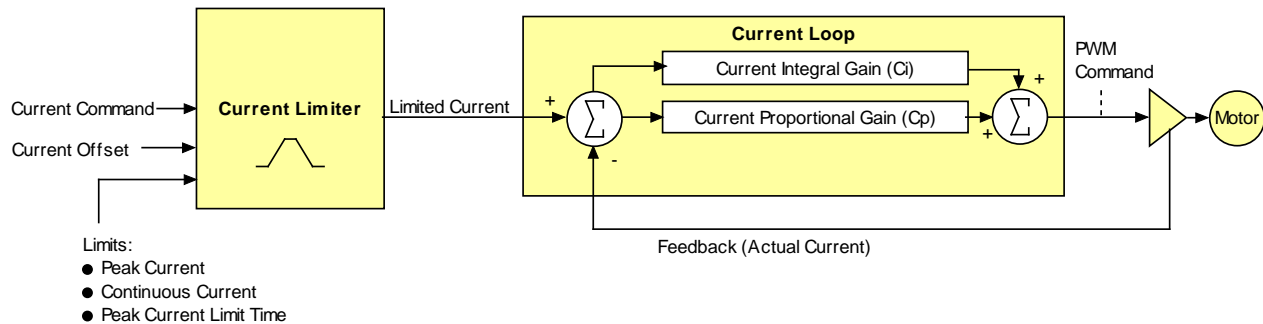 Current Loop
PWM
Command
Current Integral Gain (Ci)
+
+
Current Command
Current Limiter
Limited Current
+
Σ
Current Proportional Gain (Cp)
Σ
Motor
Current Offset
-
+
Limits:
Feedback (Actual Current)
● Peak Current
● Continuous Current
● Peak Current Limit Time